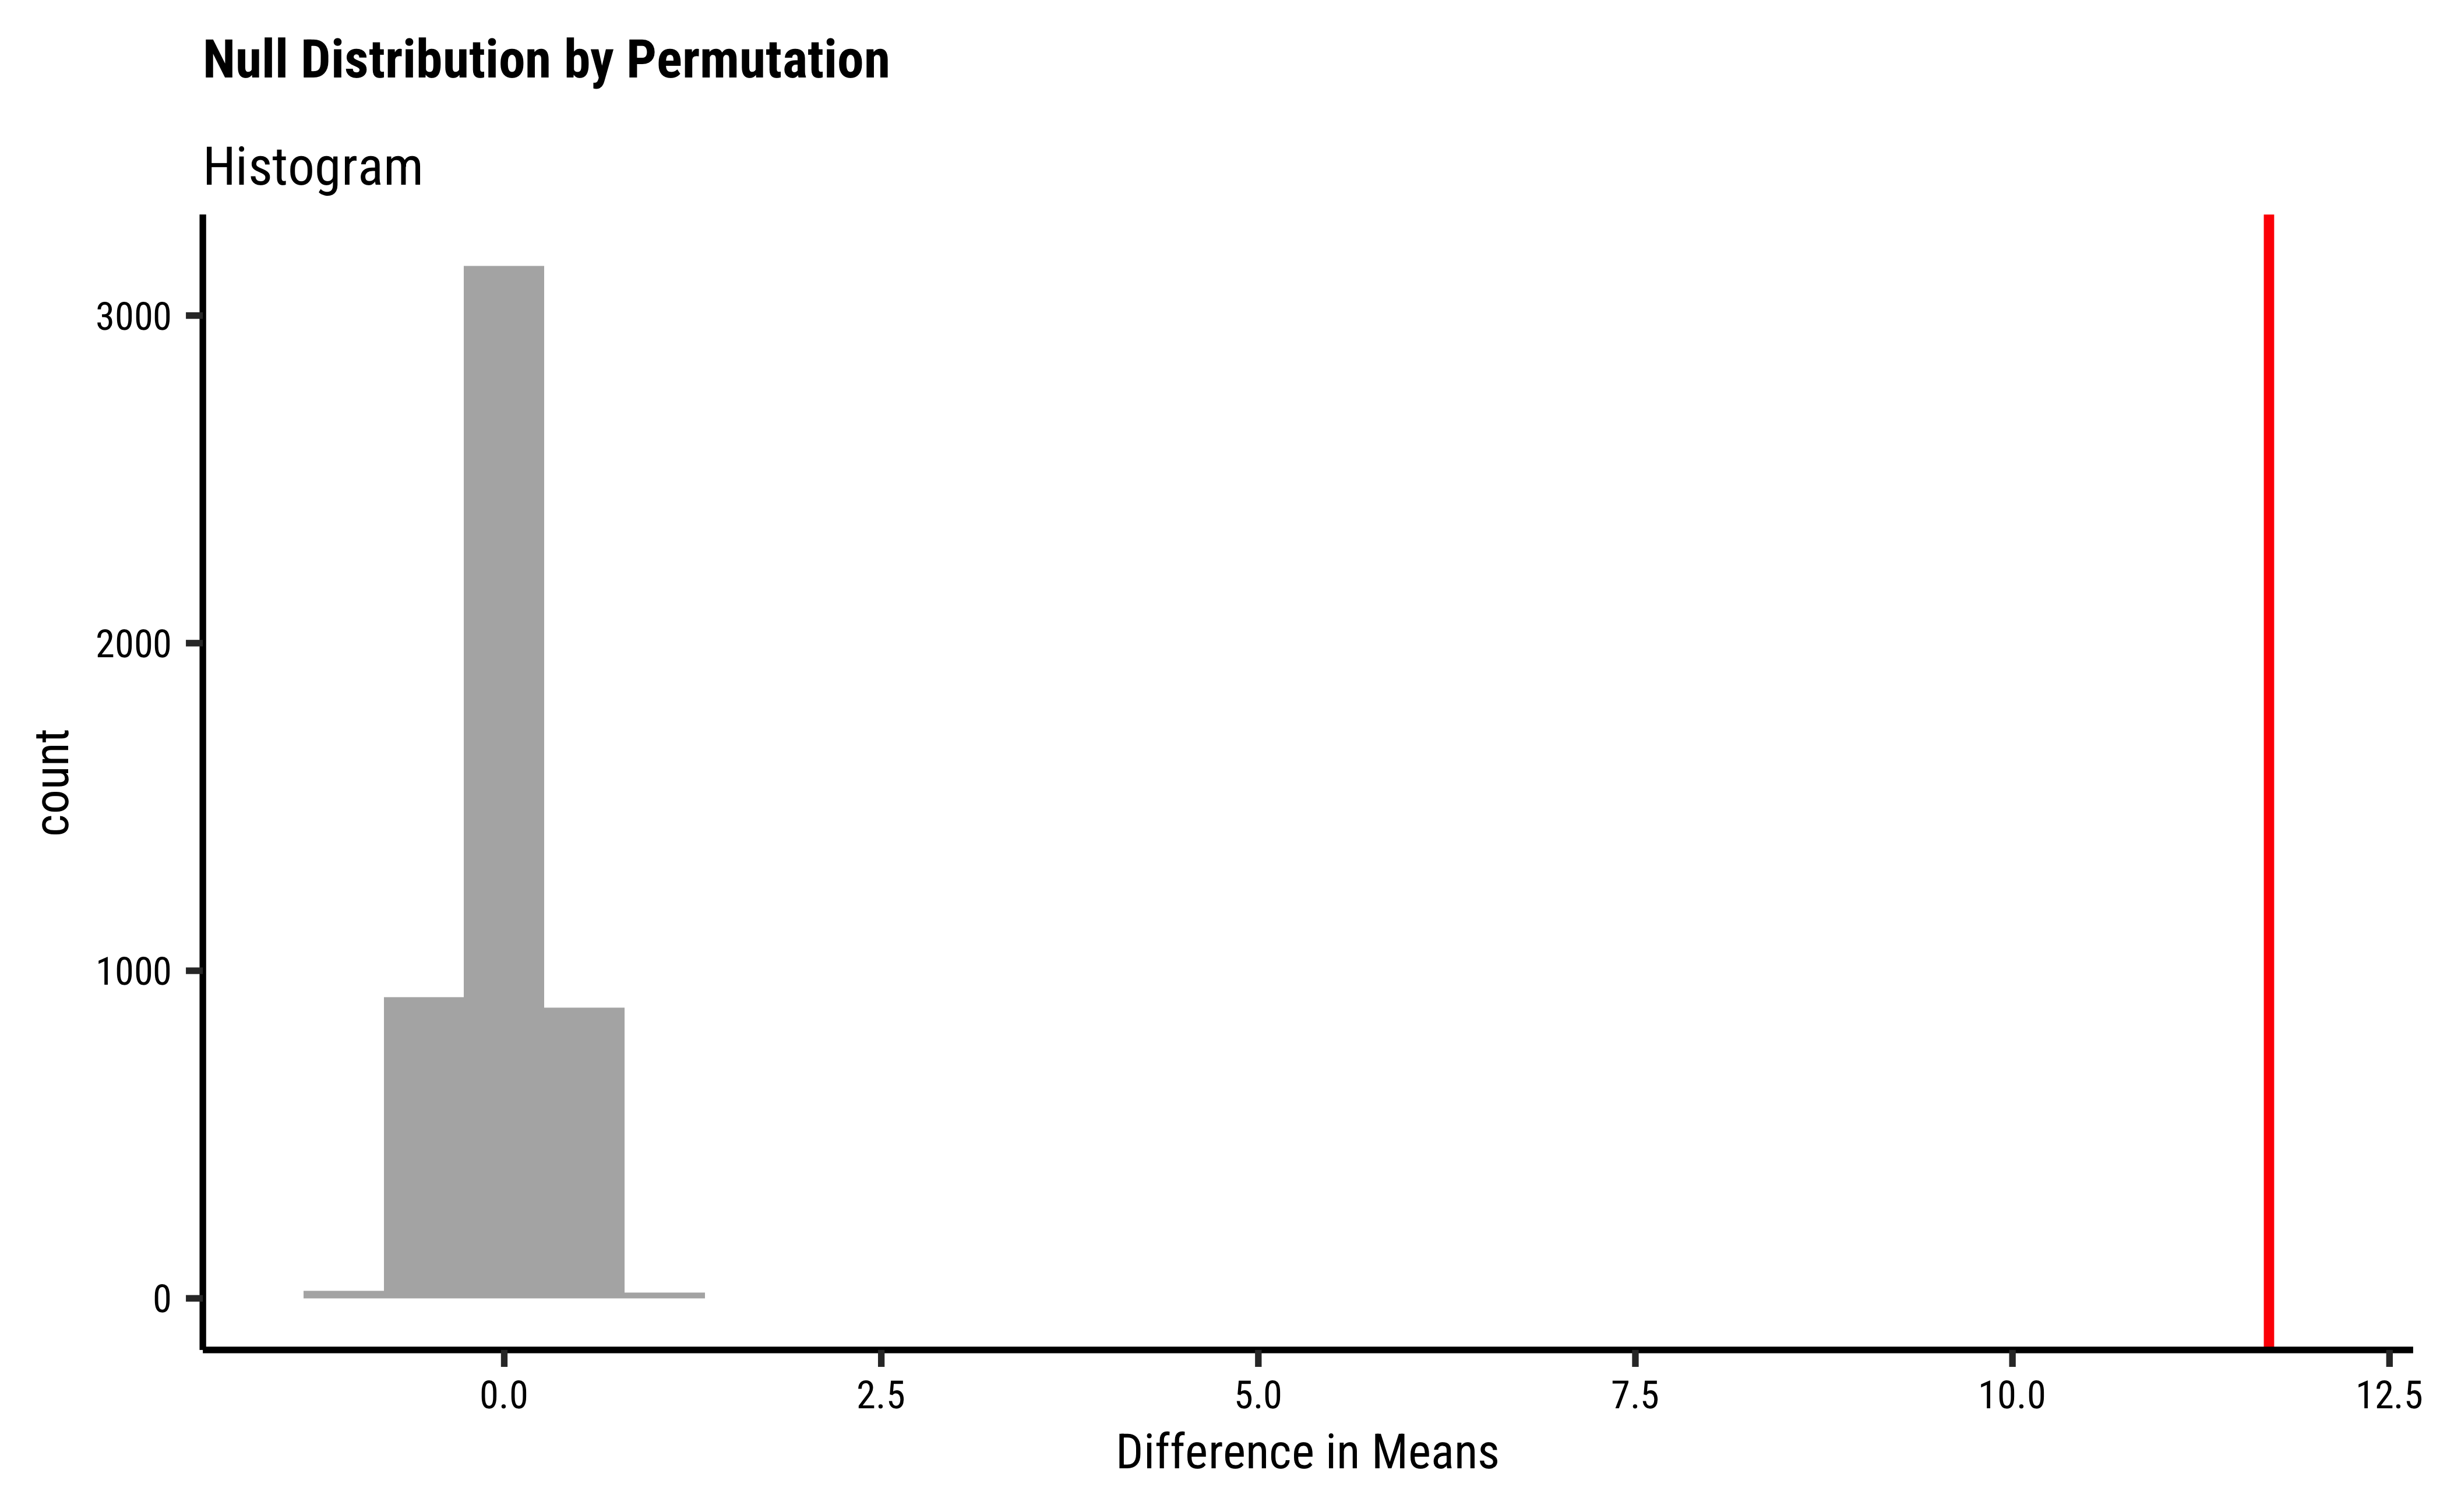 Null Distribution by Permutation
Histogram
3000
2000
1000
0
count
0.0 2.5 5.0 7.5 10.0 12.5
Difference in Means